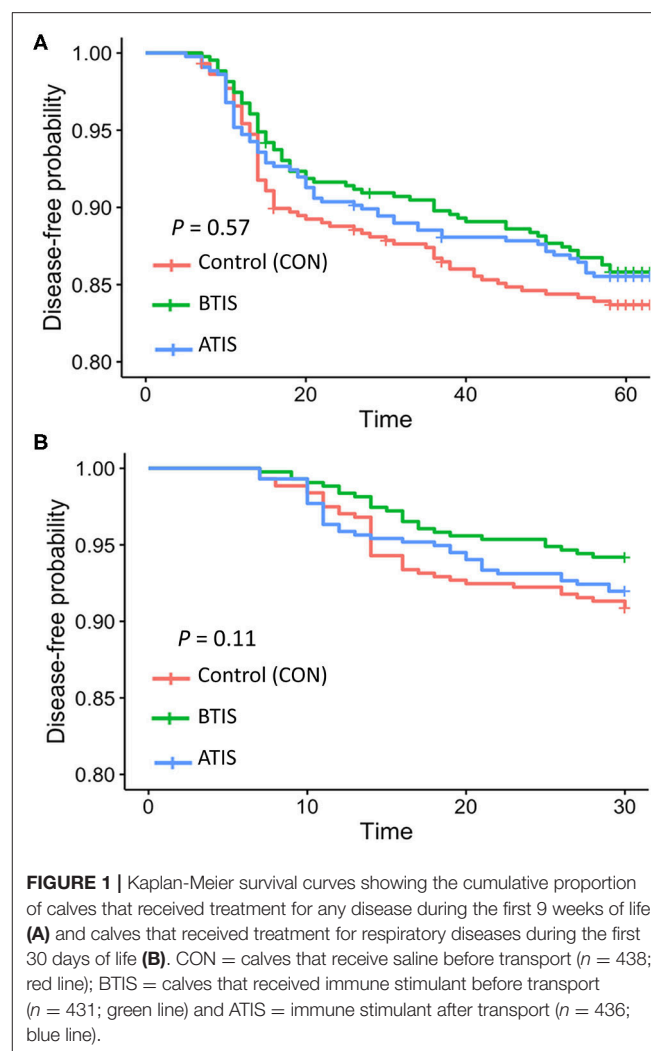 A
Disease-free probability
1.00
0.95
0.90
0.85
0.80
P = 0.57
Control (CON)
BTIS
ATIS
0
20
40
60
Time
B
Disease-free probability
1.00
0.95
0.90
0.85
0.80
P = 0.11
Control (CON)
BTIS
ATIS
0
10
20
30
Time
FIGURE 1 | Kaplan-Meier survival curves showing the cumulative proportion
of calves that received treatment for any disease during the first 9 weeks of life
(A) and calves that received treatment for respiratory diseases during the first
30 days of life (B). CON = calves that receive saline before transport (n = 438;
red line); BTIS = calves that received immune stimulant before transport
(n = 431; green line) and ATIS = immune stimulant after transport (n = 436;
blue line).